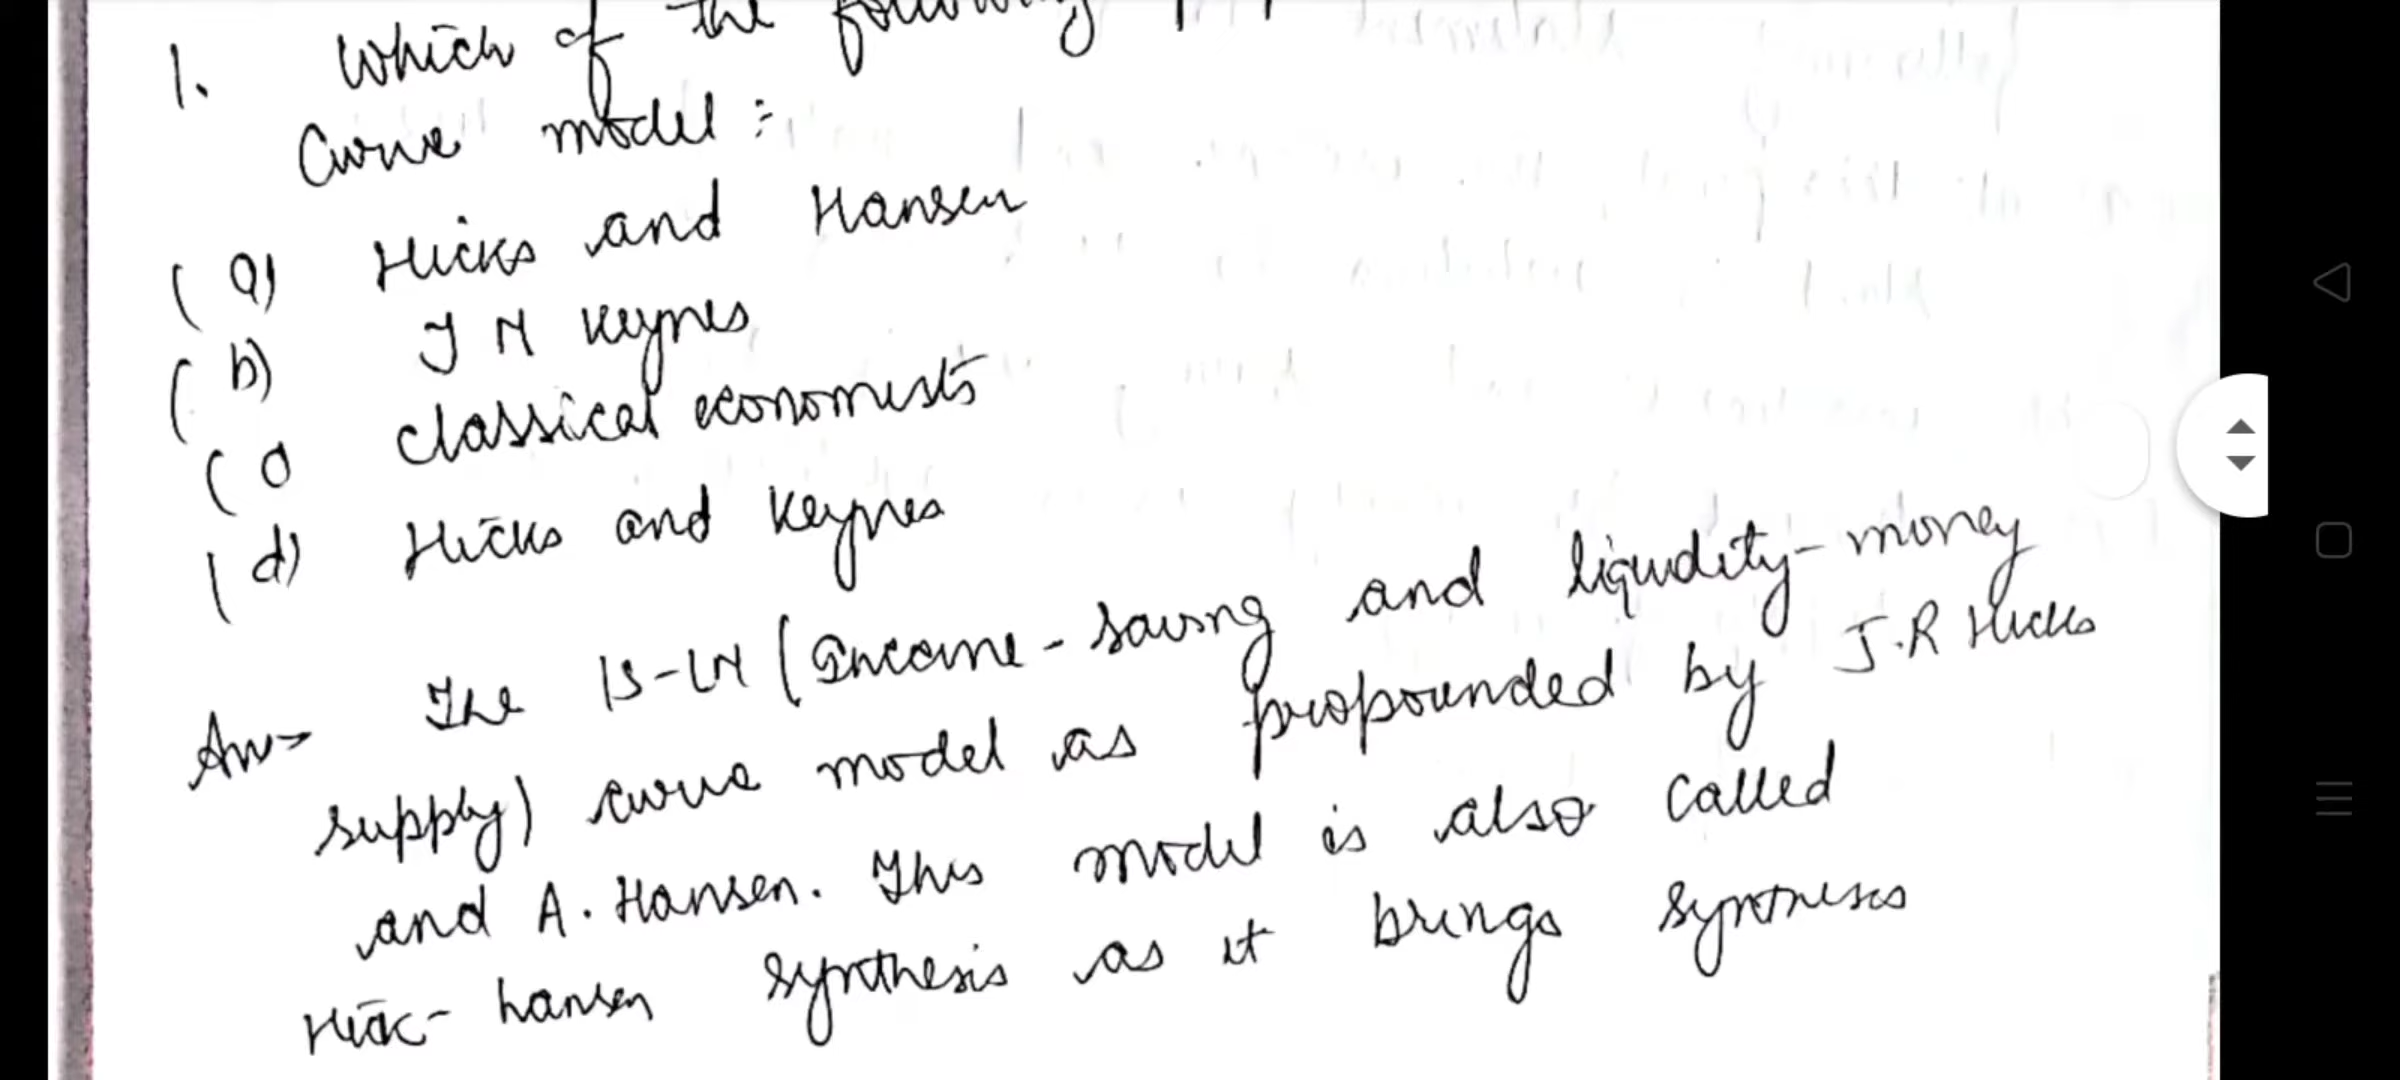 1. Which of the following
Curve model :-
(a) Hicks and Hansen
(b) J M Keynes
(c classical economists
(d) Hicks and Keynes
Ans- The IS-LM (Income-saving and liqudity-money
supply) curve model as propounded by J.R Hicks
and A. Hansen. This model is also called
Hick- hansen synthesis as it brings synthesis